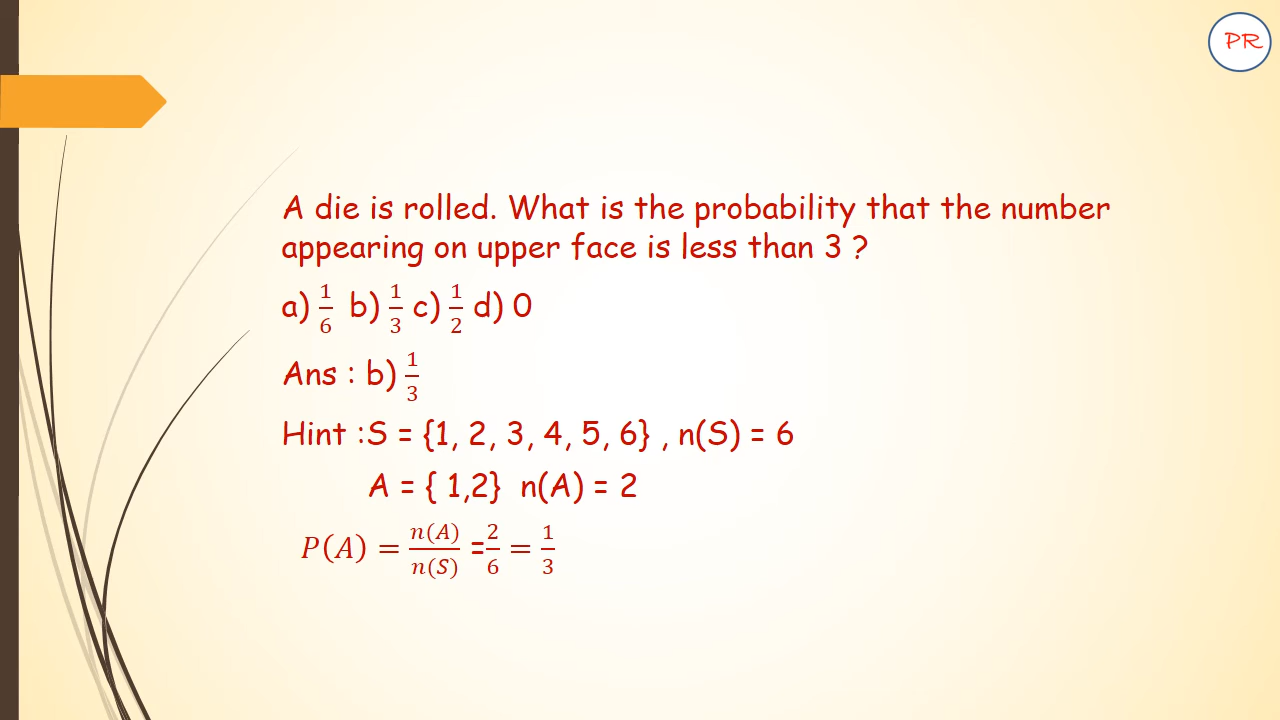 PR
A die is rolled. What is the probability that the number
appearing on upper face is less than 3 ?
a) 1/6 b) 1/3 c) 1/2 d) 0
Ans : b) 1/3
Hint :S = {1, 2, 3, 4, 5, 6} , n(S) = 6
A = { 1,2} n(A) = 2
P(A) = n(A)/n(S) = 2/6 = 1/3